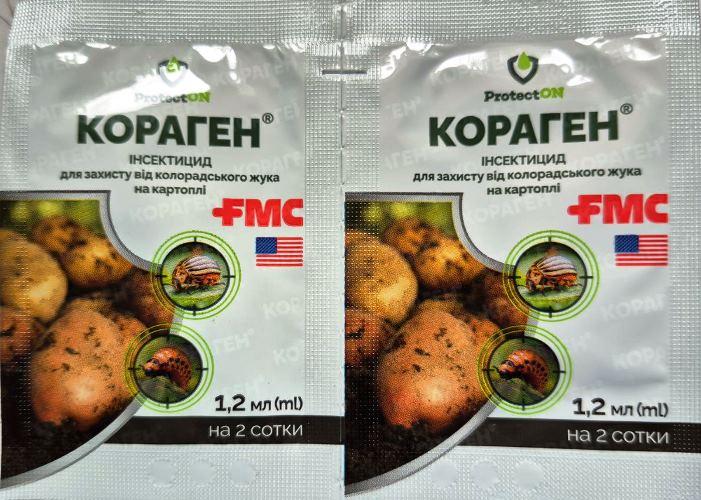 ProtectON
КОРАГЕН®
ІНСЕКТИЦИД
для захисту від колорадського жука
на картоплі
FMC
1,2 мл (ml)
на 2 сотки
ProtectON
КОРАГЕН®
ІНСЕКТИЦИД
для захисту від колорадського жука
на картоплі
FMC
1,2 мл (ml)
на 2 сотки